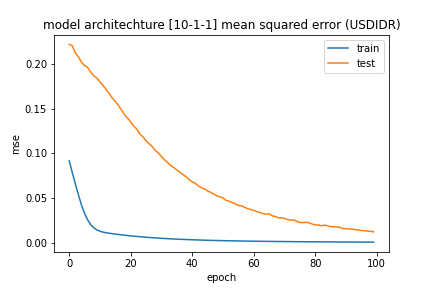 model architechture [10-1-1] mean squared error (USDIDR)
train
test
0.20
0.15
0.10
0.05
0.00
mse
0
20
40
60
80
100
epoch